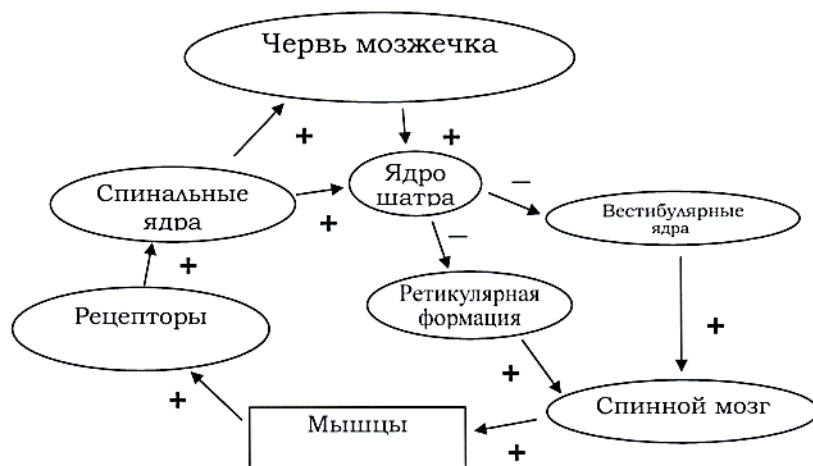 Червь мозжечка
+
+
Ядро
шатра
Спинальные
ядра
+
–
Вестибулярные
ядра
–
+
Рецепторы
Ретикулярная
формация
+
+
+
Спинной мозг
Мышцы
+